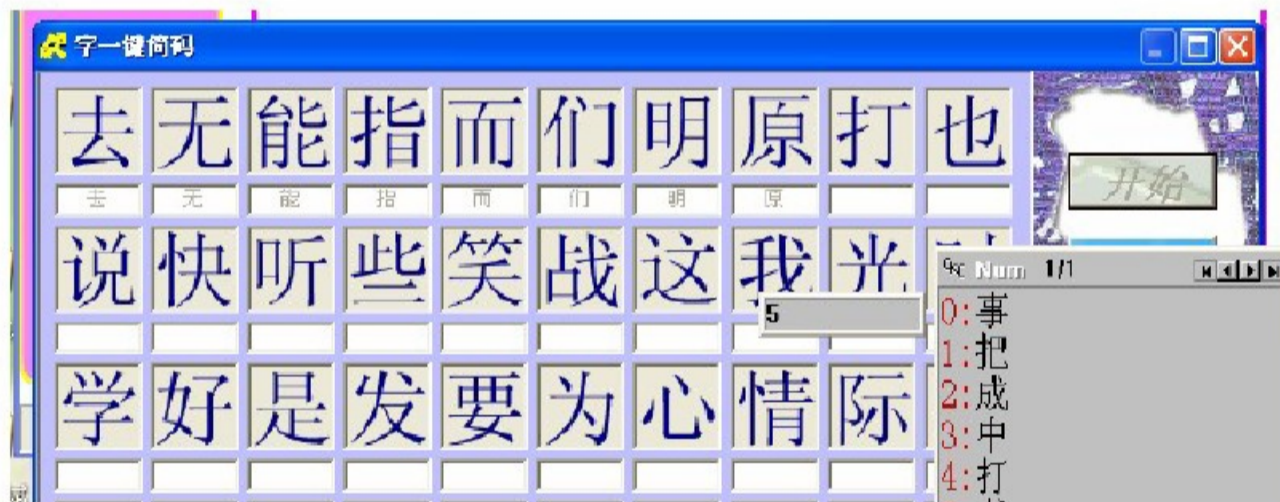 字一键简码
去 无 能 指 而 们 明 原 打 也
去 无 能 指 而 们 明 原
开始
说 快 听 些 笑 战 这 我 光
Num 1/1
5
0:事
1:把
2:成
3:中
4:打
学 好 是 发 要 为 心 情 际